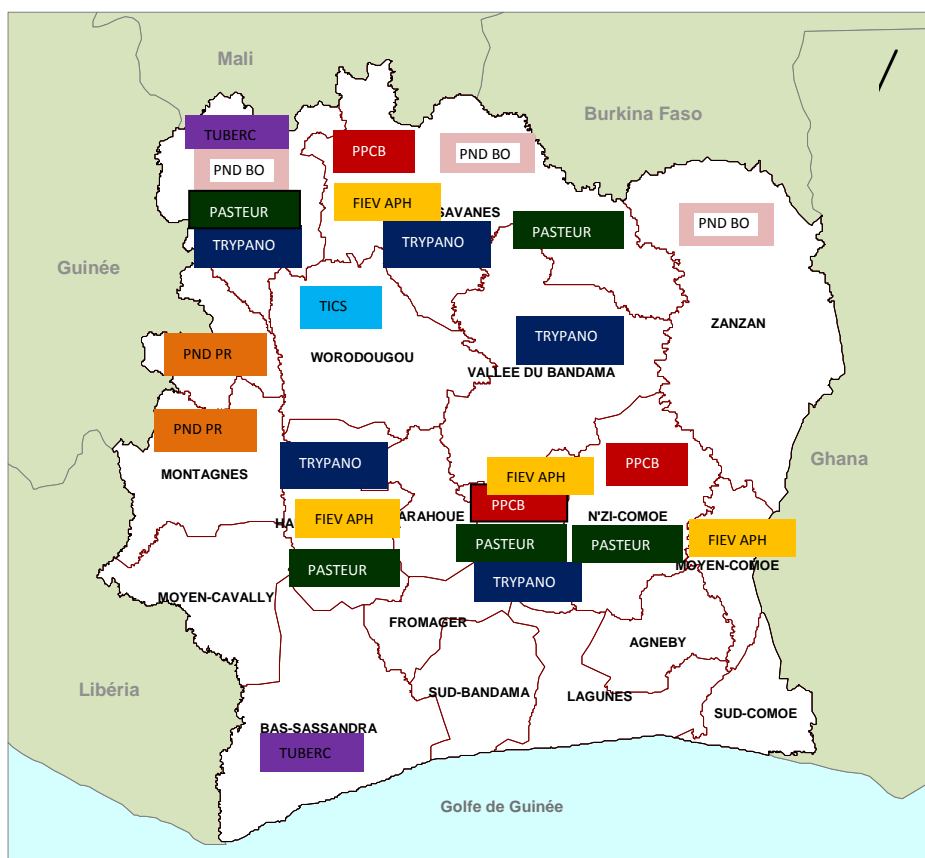 Mali
Burkina Faso
TUBERC
PPCB
PND BO
PND BO
FIEV APH
PASTEUR
SAVANES
PND BO
PASTEUR
TRYPANO
TRYPANO
Guinée
TICS
ZANZAN
TRYPANO
PND PR
WORODOUGOU
VALLEE DU BANDAMA
PND PR
Ghana
TRYPANO
PPCB
MONTAGNES
FIEV APH
PPCB
HA
FIEV APH
ARAHOUE
N'ZI-COMOE
FIEV APH
PASTEUR
PASTEUR
MOYEN-COMOE
PASTEUR
TRYPANO
MOYEN-CAVALLY
FROMAGER
AGNEBY
Libéria
SUD-BANDAMA
LAGUNES
SUD-COMOE
BAS-SASSANDRA
TUBERC
Golfe de Guinée